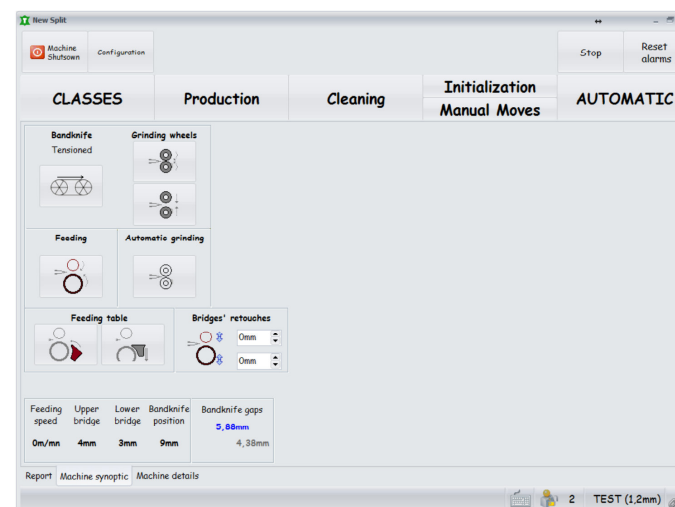 New Split
Machine
Shutsown
Configuration
Stop
Reset
alarms
CLASSES
Production
Cleaning
Initialization
Manual Moves
AUTOMATIC
Bandknife
Tensioned
Grinding wheels
Feeding
Automatic grinding
Feeding table
Bridges' retouches
0mm
0mm
Feeding
speed
Upper
bridge
Lower
bridge
Bandknife
position
Bandknife gaps
5,88mm
0m/mn
4mm
3mm
9mm
4,38mm
Report
Machine synoptic
Machine details
2
TEST (1,2mm)